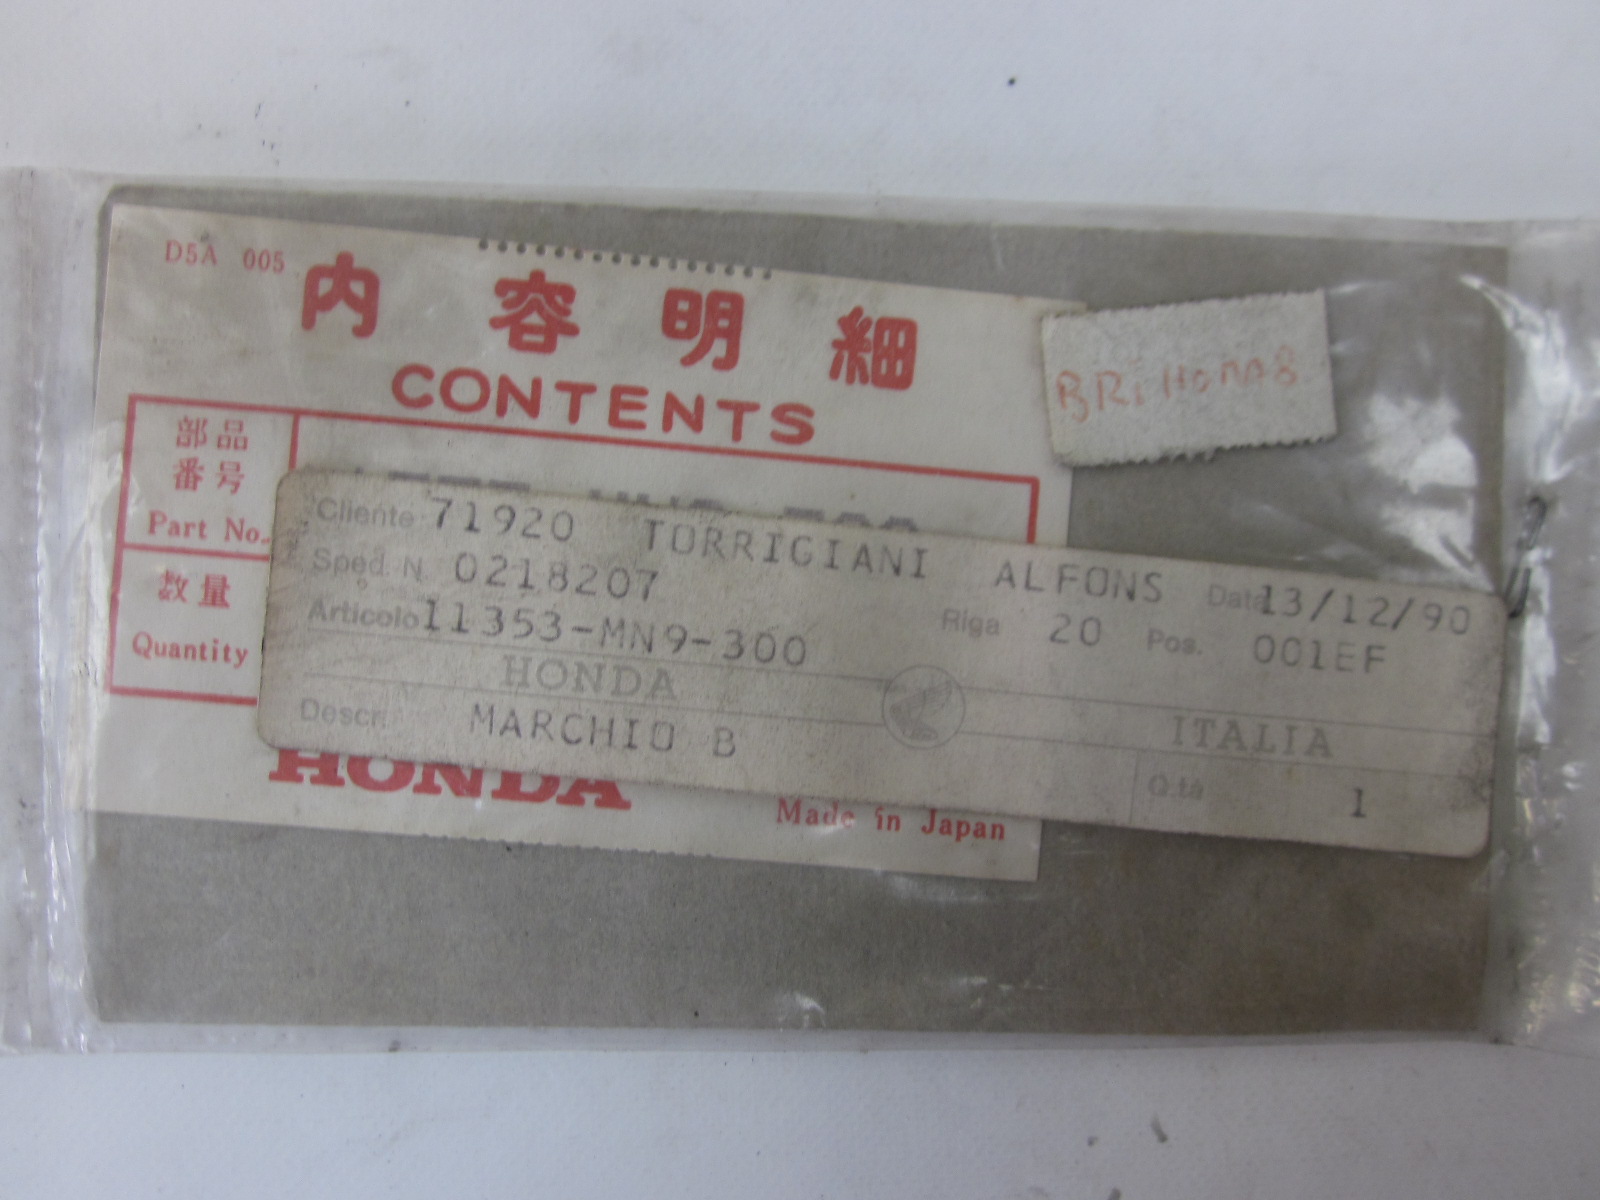 D5A 005
内容明細
CONTENTS
部品
番号
Part No.
数量
Quantity
Cliente 71920 TORRIGIANI ALFONS Date 13/12/90
Sped. N. 0218207 Riga 20 Pos. 001EF
Articolo 11353-MN9-300
HONDA ITALIA
Descr. MARCHIO B Q.tà 1
HONDA
Made in Japan